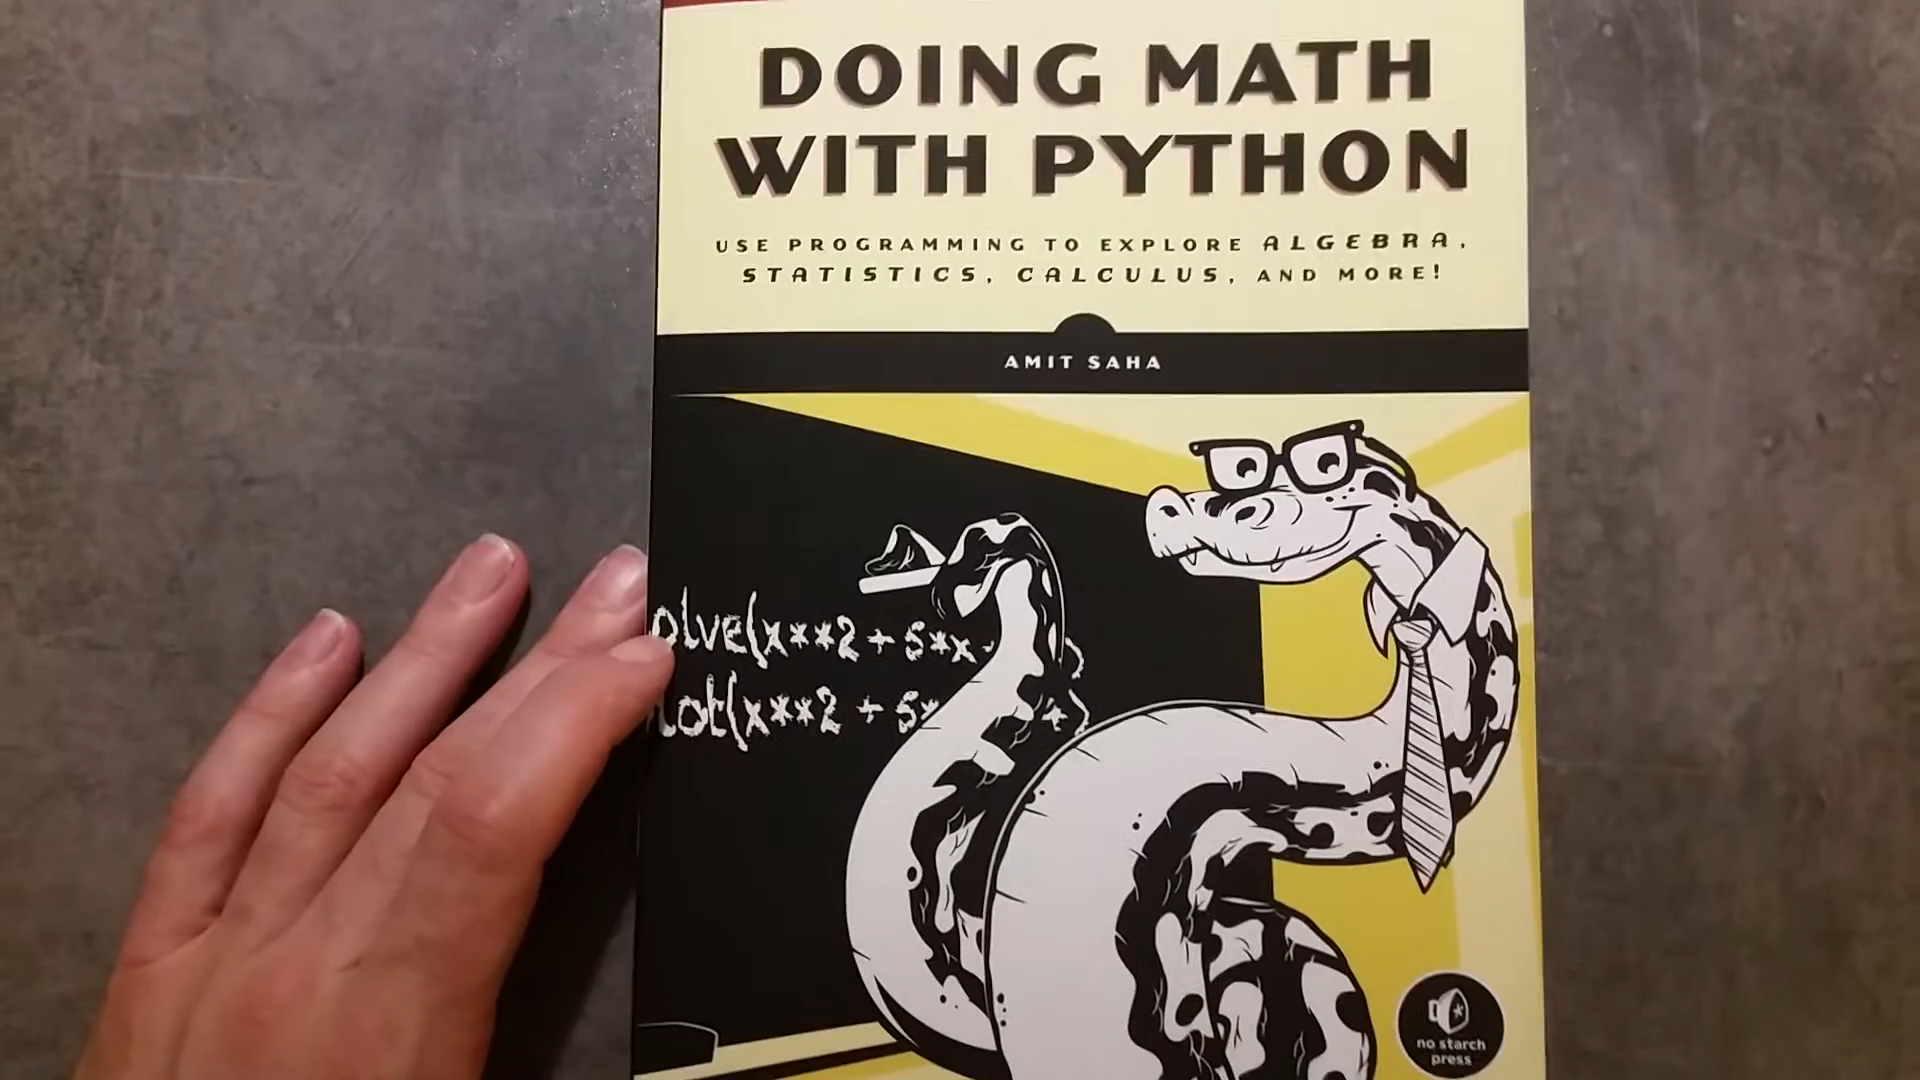 DOING MATH
WITH PYTHON
USE PROGRAMMING TO EXPLORE ALGEBRA,
STATISTICS, CALCULUS, AND MORE!
AMIT SAHA
olve(x**2 + 5*x-
lot(x**2 + 5*
no starch
press